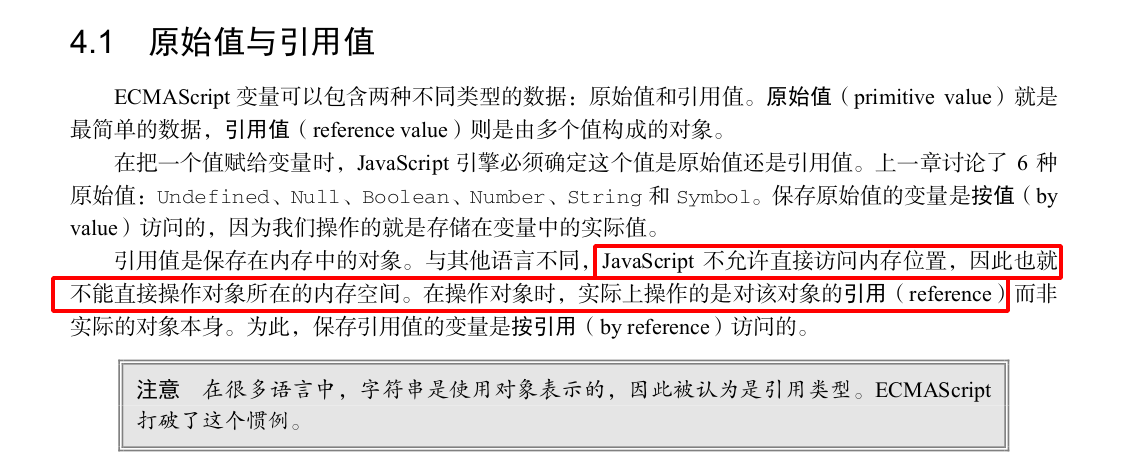 4.1 原始值与引用值
ECMAScript 变量可以包含两种不同类型的数据：原始值和引用值。原始值（primitive value）就是
最简单的数据，引用值（reference value）则是由多个值构成的对象。
在把一个值赋给变量时，JavaScript 引擎必须确定这个值是原始值还是引用值。上一章讨论了 6 种
原始值：Undefined、Null、Boolean、Number、String 和 Symbol。保存原始值的变量是按值（by
value）访问的，因为我们操作的就是存储在变量中的实际值。
引用值是保存在内存中的对象。与其他语言不同，JavaScript 不允许直接访问内存位置，因此也就
不能直接操作对象所在的内存空间。在操作对象时，实际上操作的是对该对象的引用（reference）而非
实际的对象本身。为此，保存引用值的变量是按引用（by reference）访问的。
注意 在很多语言中，字符串是使用对象表示的，因此被认为是引用类型。ECMAScript
打破了这个惯例。